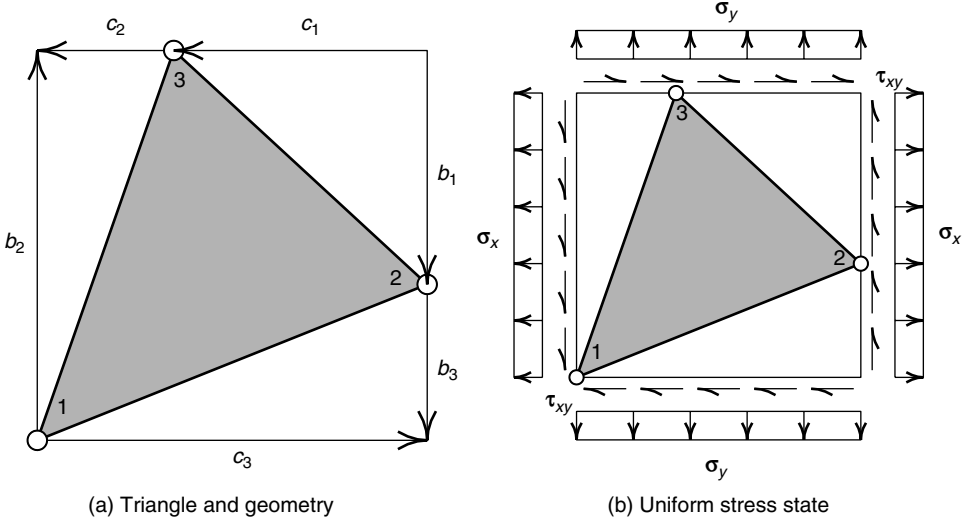 c₂
c₁
3
b₁
b₂
2
1
b₃
c₃
(a) Triangle and geometry
σy
τxy
3
σx
σx
2
1
τxy
σy
(b) Uniform stress state